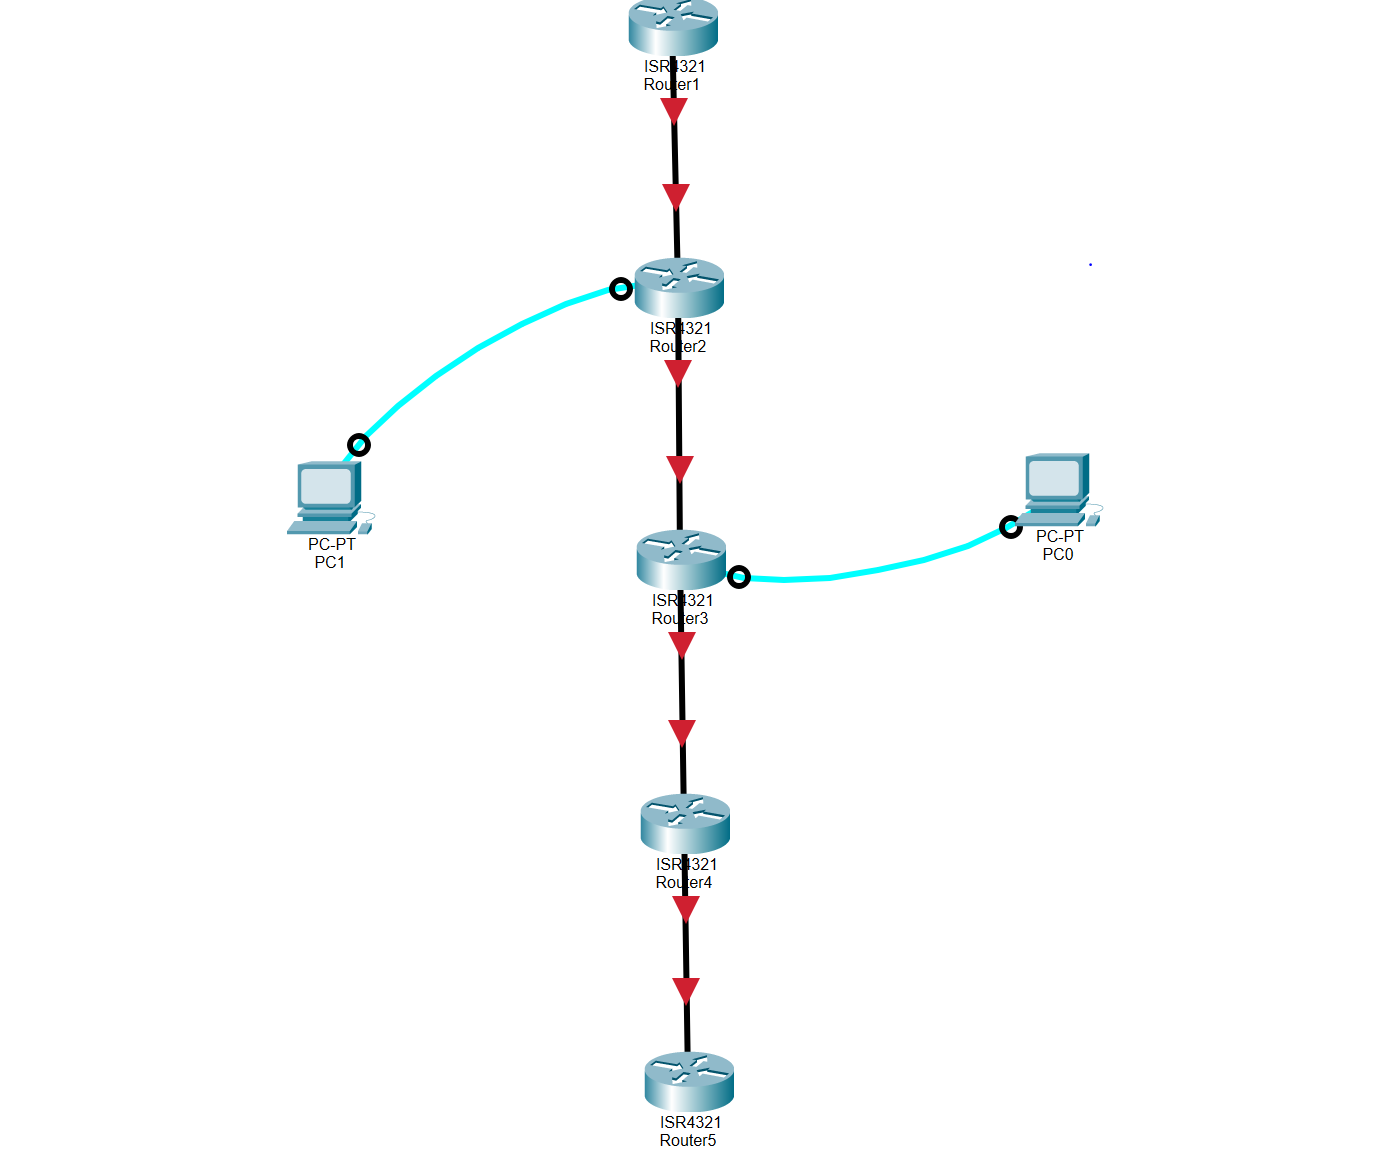 ISR4321
Router1
ISR4321
Router2
PC-PT
PC1
PC-PT
PC0
ISR4321
Router3
ISR4321
Router4
ISR4321
Router5